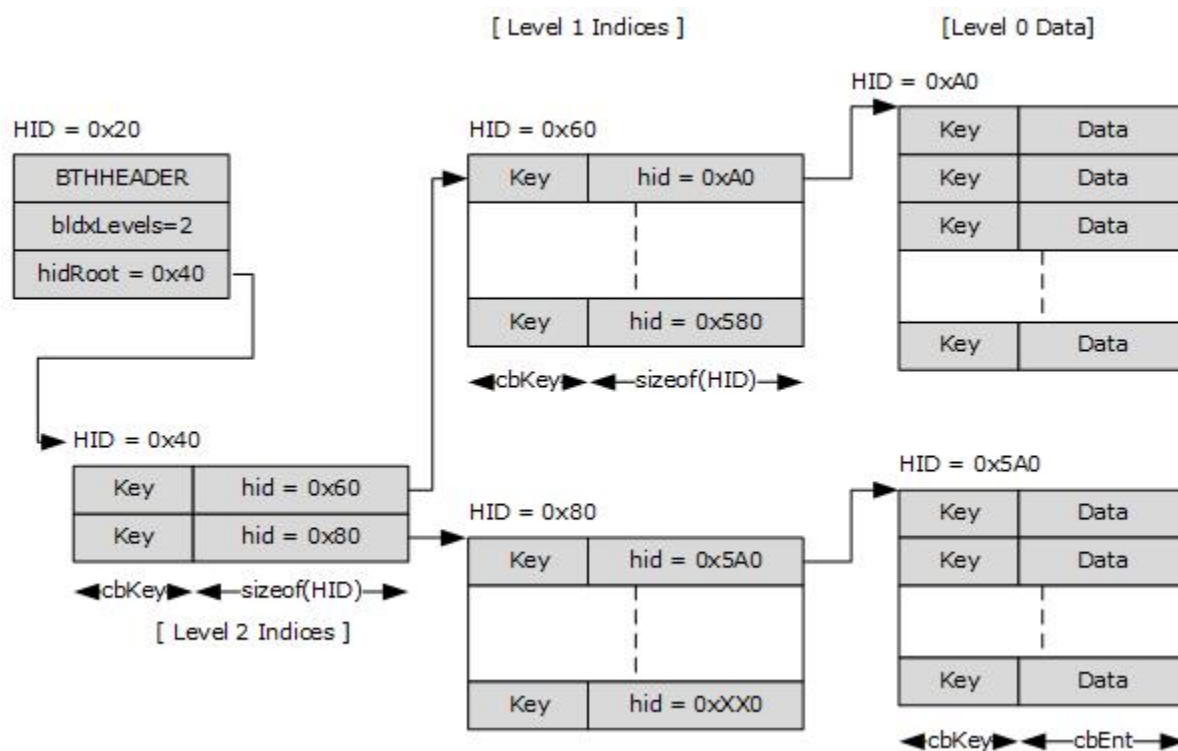 [ Level 1 Indices ]
[Level 0 Data]
HID = 0x20
BTHHEADER
bldxLevels=2
hidRoot = 0x40
HID = 0x40
Key hid = 0x60
Key hid = 0x80
cbKey sizeof(HID)
[ Level 2 Indices ]
HID = 0x60
Key hid = 0xA0
Key hid = 0x580
cbKey sizeof(HID)
HID = 0x80
Key hid = 0x5A0
Key hid = 0xXX0
HID = 0xA0
Key Data
Key Data
Key Data
Key Data
HID = 0x5A0
Key Data
Key Data
Key Data
cbKey cbEnt